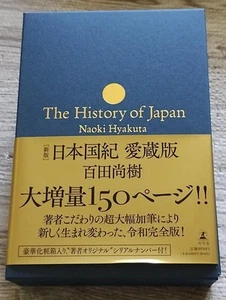 The History of Japan
Naoki Hyakuta
[新版]日本国紀 愛蔵版
百田尚樹
大増量150ページ!!
著者こだわりの超大幅加筆により
新しく生まれ変わった、令和完全版!
豪華化粧箱入り、"著者オリジナル"シリアルナンバー付!
幻冬舎